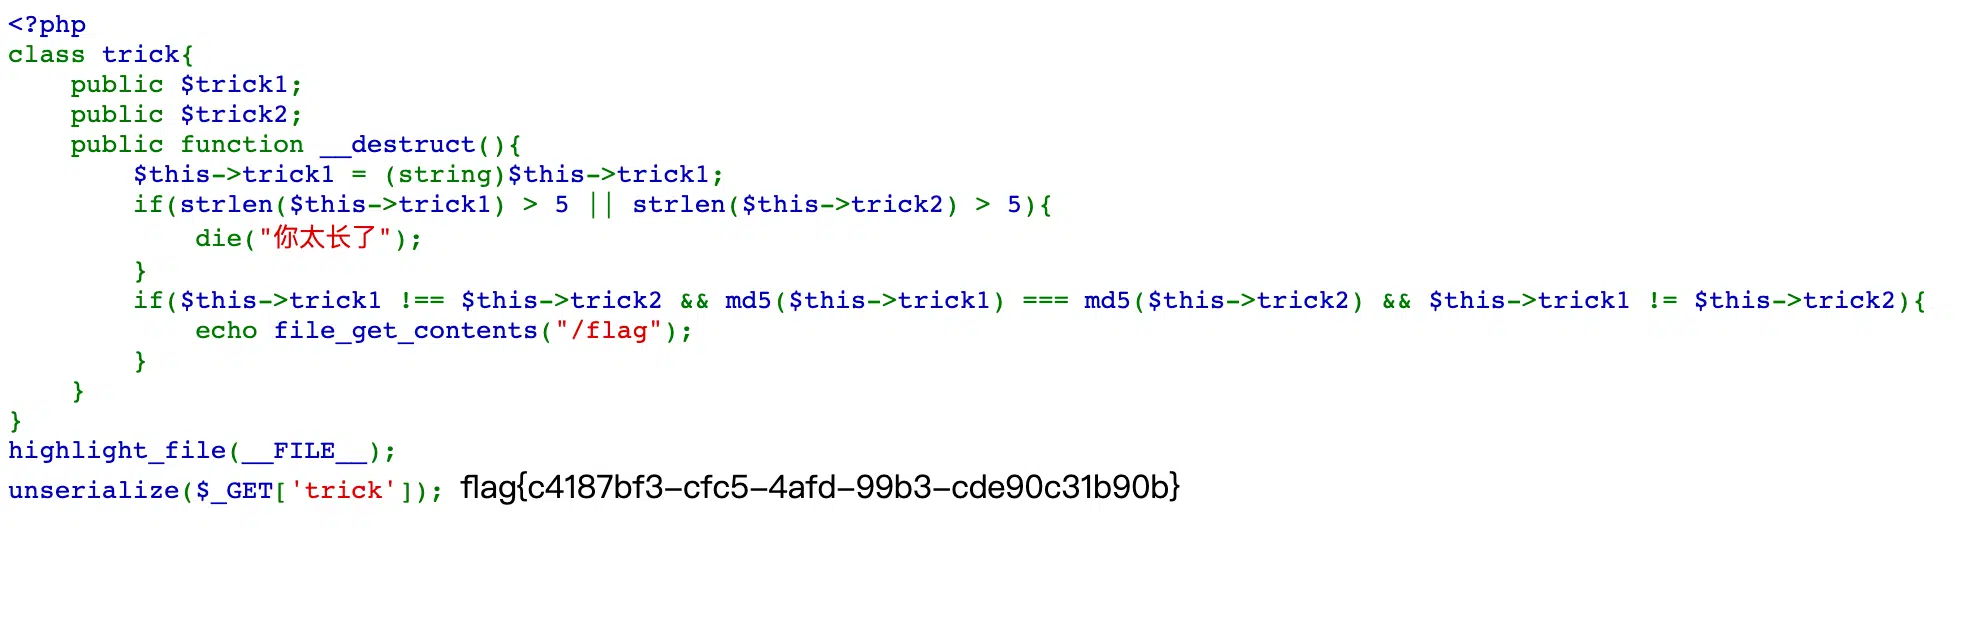 <?php
class trick{
    public $trick1;
    public $trick2;
    public function __destruct(){
        $this->trick1 = (string)$this->trick1;
        if(strlen($this->trick1) > 5 || strlen($this->trick2) > 5){
            die("你太长了");
        }
        if($this->trick1 !== $this->trick2 && md5($this->trick1) === md5($this->trick2) && $this->trick1 != $this->trick2){
            echo file_get_contents("/flag");
        }
    }
}
highlight_file(__FILE__);
unserialize($_GET['trick']); flag{c4187bf3-cfc5-4afd-99b3-cde90c31b90b}